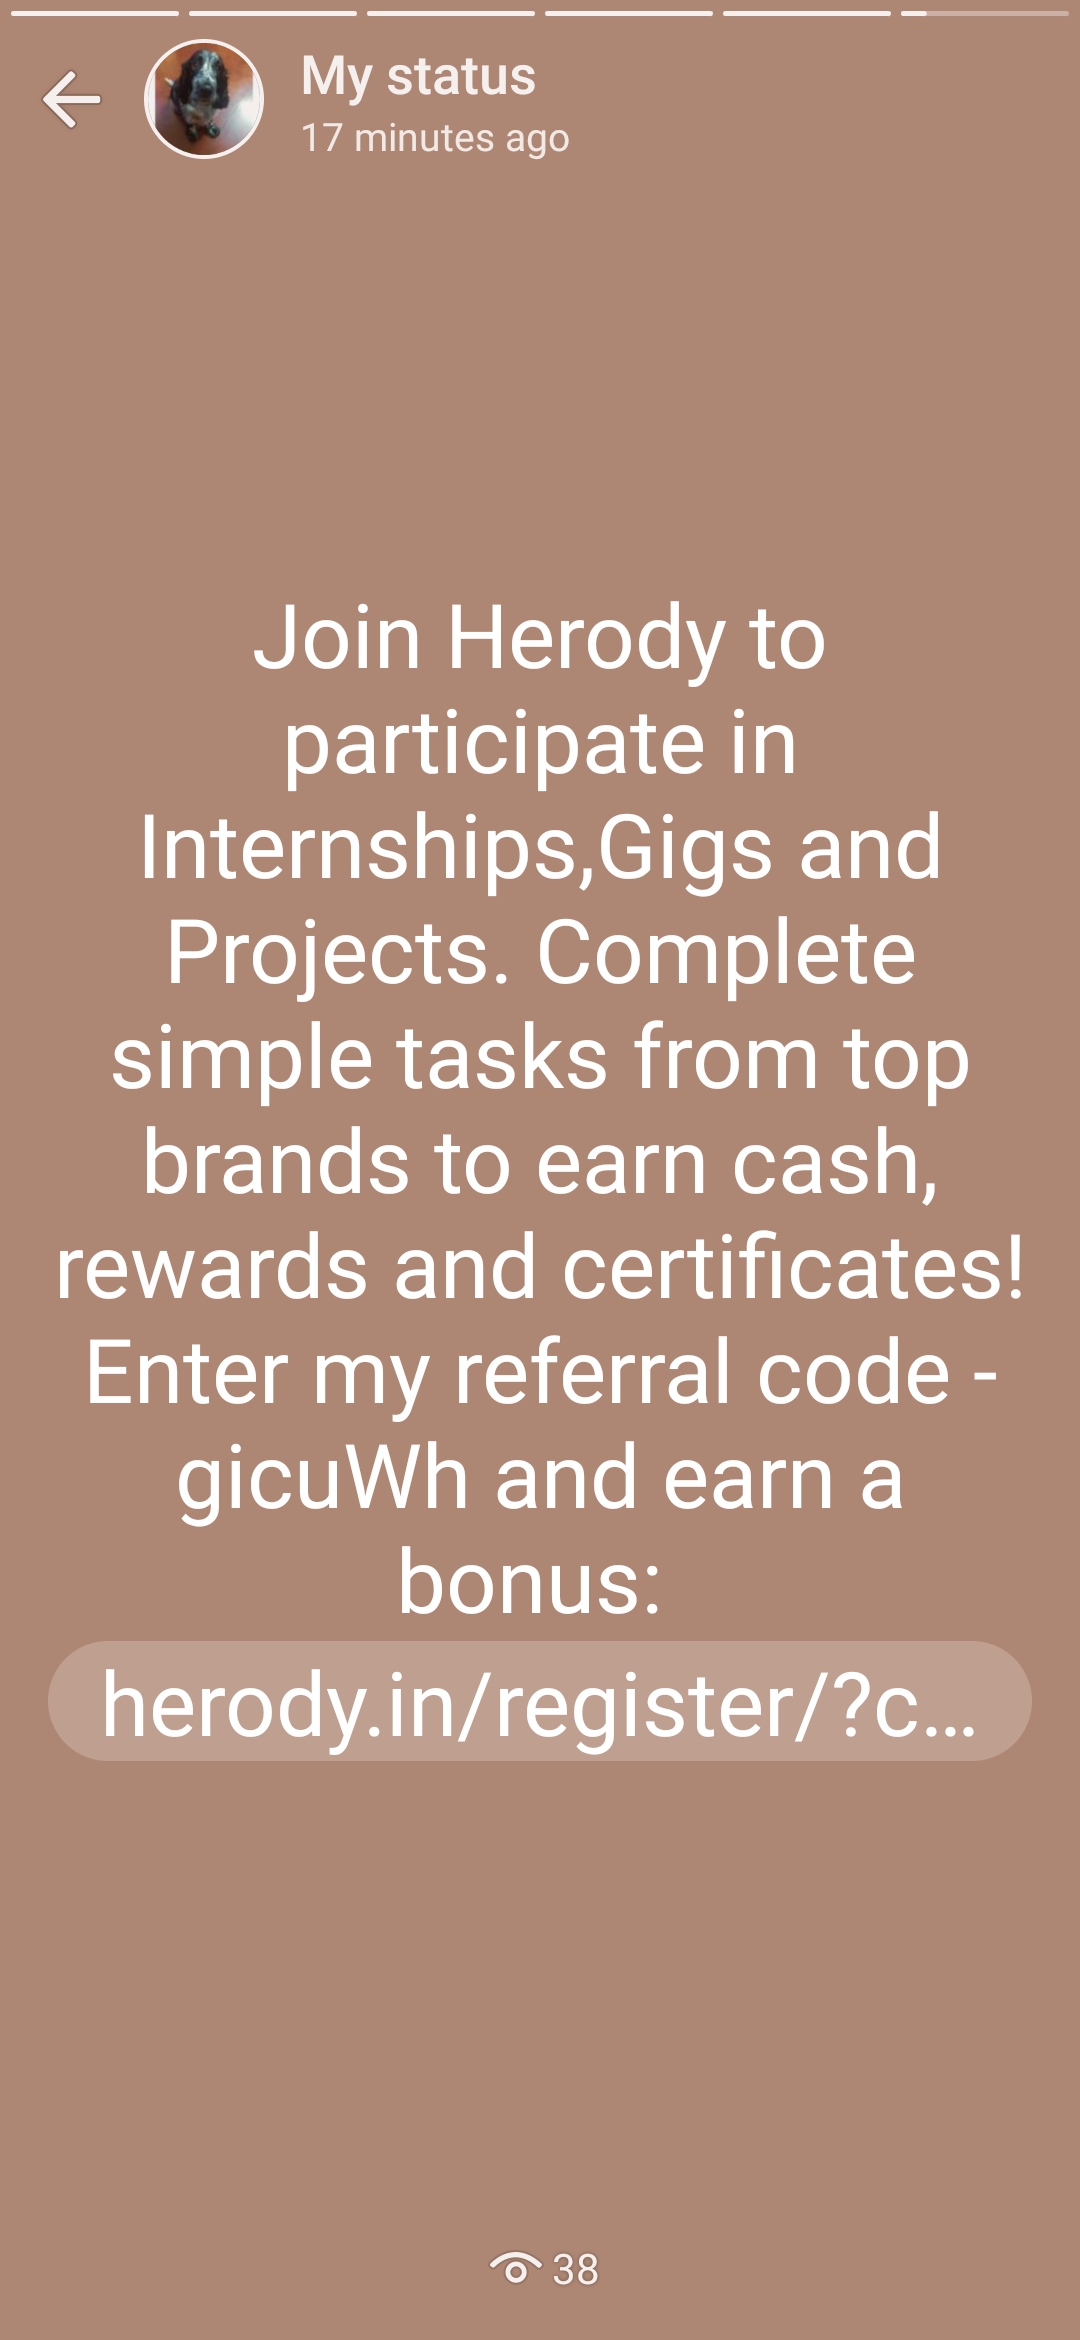 My status
17 minutes ago
Join Herody to
participate in
Internships,Gigs and
Projects. Complete
simple tasks from top
brands to earn cash,
rewards and certificates!
Enter my referral code -
gicuWh and earn a
bonus:
herody.in/register/?c...
38